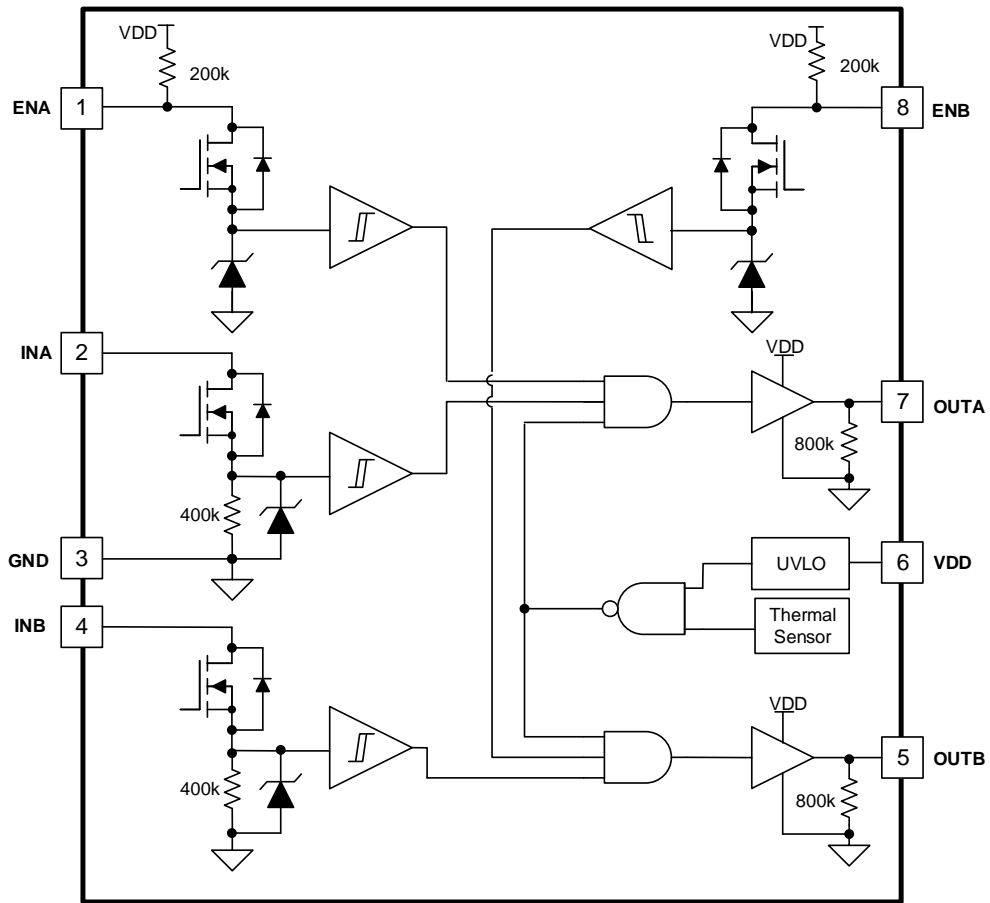 VDD
200k
VDD
200k
ENA
1
8
ENB
INA
2
VDD
7
OUTA
800k
400k
GND
3
UVLO
6
VDD
INB
4
Thermal
Sensor
VDD
5
OUTB
400k
800k